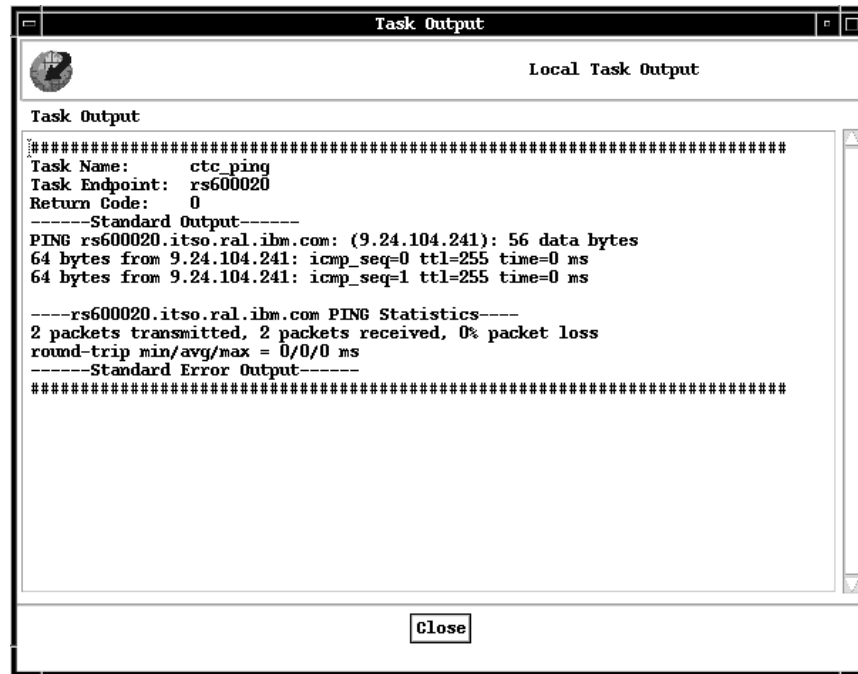 Task Output
Local Task Output
Task Output
############################################################################
Task Name:      ctc_ping
Task Endpoint:  rs600020
Return Code:    0
------Standard Output------
PING rs600020.itso.ral.ibm.com: (9.24.104.241): 56 data bytes
64 bytes from 9.24.104.241: icmp_seq=0 ttl=255 time=0 ms
64 bytes from 9.24.104.241: icmp_seq=1 ttl=255 time=0 ms
----rs600020.itso.ral.ibm.com PING Statistics----
2 packets transmitted, 2 packets received, 0% packet loss
round-trip min/avg/max = 0/0/0 ms
------Standard Error Output------
############################################################################
Close